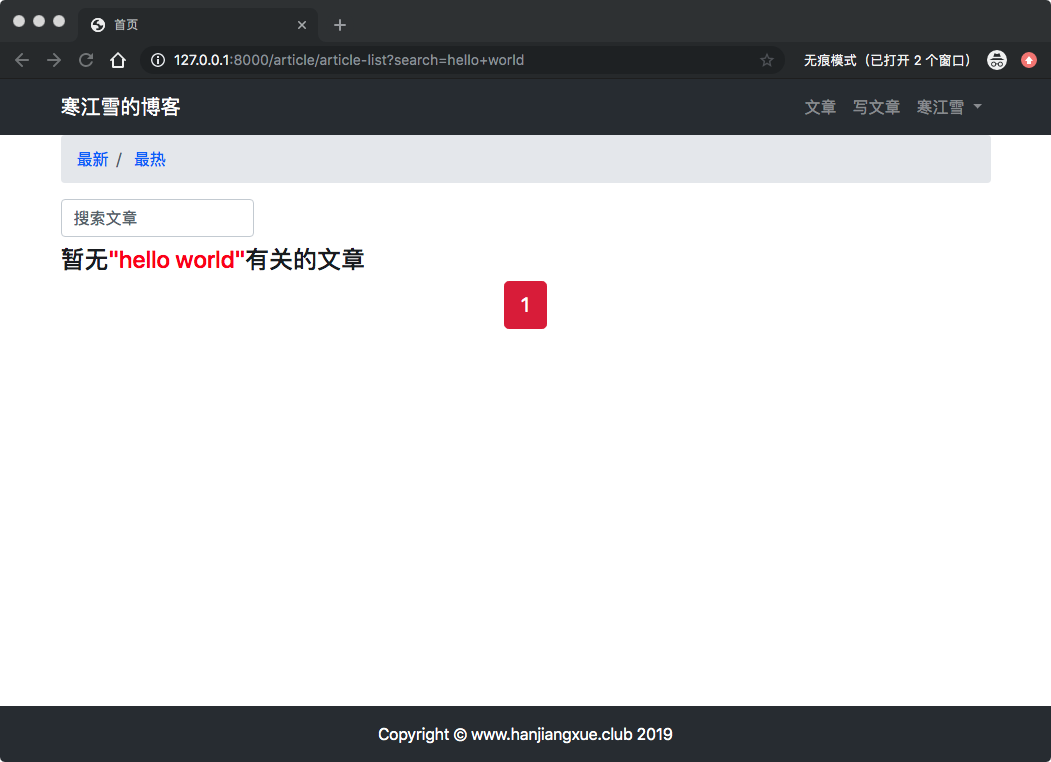 首页
127.0.0.1:8000/article/article-list?search=hello+world
无痕模式（已打开 2 个窗口）
寒江雪的博客
文章 写文章 寒江雪
最新 / 最热
搜索文章
暂无"hello world"有关的文章
1
Copyright © www.hanjiangxue.club 2019